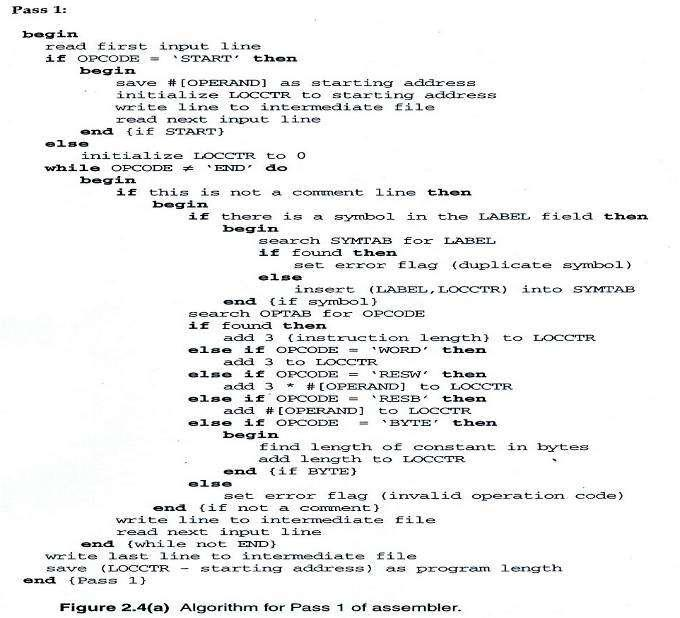 Pass 1:
begin
read first input line
if OPCODE = 'START' then
begin
save #[OPERAND] as starting address
initialize LOCCTR to starting address
write line to intermediate file
read next input line
end {if START}
else
initialize LOCCTR to 0
while OPCODE ≠ 'END' do
begin
if this is not a comment line then
begin
if there is a symbol in the LABEL field then
begin
search SYMTAB for LABEL
if found then
set error flag (duplicate symbol)
else
insert (LABEL,LOCCTR) into SYMTAB
end {if symbol}
search OPTAB for OPCODE
if found then
add 3 {instruction length} to LOCCTR
else if OPCODE = 'WORD' then
add 3 to LOCCTR
else if OPCODE = 'RESW' then
add 3 * #[OPERAND] to LOCCTR
else if OPCODE = 'RESB' then
add #[OPERAND] to LOCCTR
else if OPCODE = 'BYTE' then
begin
find length of constant in bytes
add length to LOCCTR
end {if BYTE}
else
set error flag (invalid operation code)
end {if not a comment}
write line to intermediate file
read next input line
end {while not END}
write last line to intermediate file
save (LOCCTR - starting address) as program length
end {Pass 1}
Figure 2.4(a) Algorithm for Pass 1 of assembler.